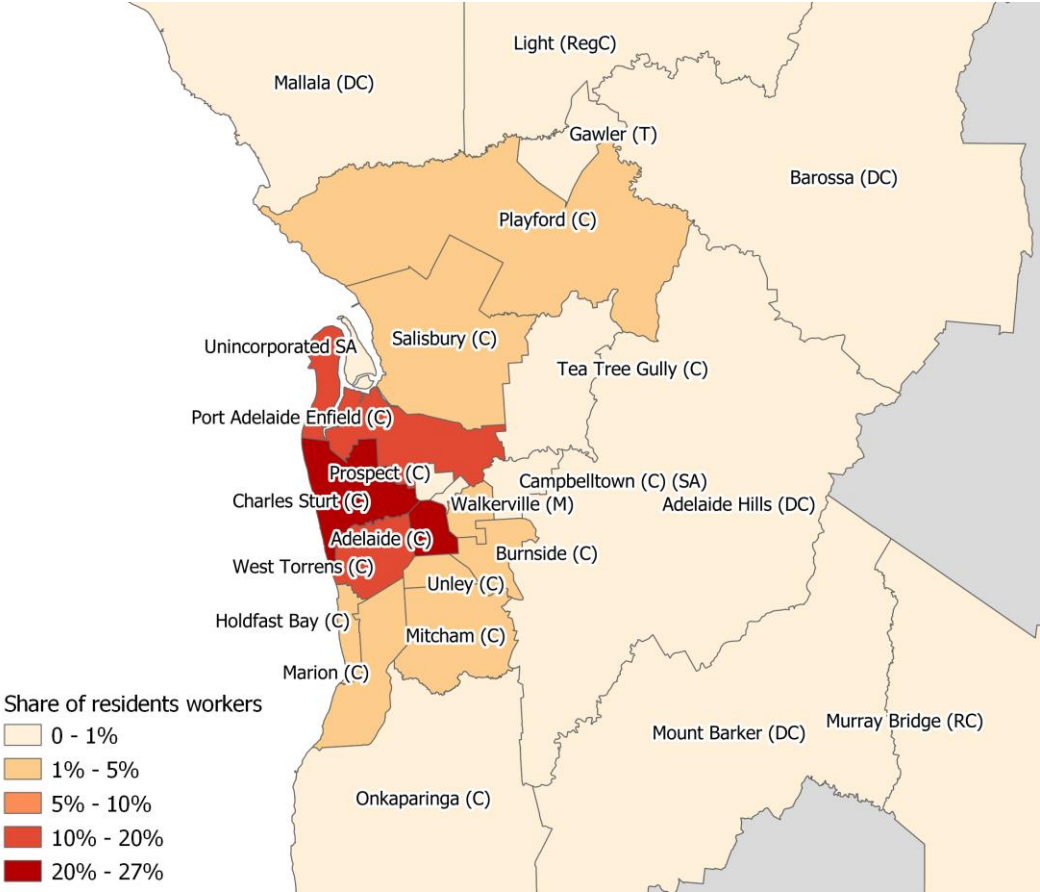 Light (RegC)
Mallala (DC)
Gawler (T)
Barossa (DC)
Playford (C)
Salisbury (C)
Unincorporated SA
Tea Tree Gully (C)
Port Adelaide Enfield (C)
Prospect (C)
Campbelltown (C) (SA)
Charles Sturt (C)
Walkerville (M)
Adelaide Hills (DC)
Adelaide (C)
Burnside (C)
West Torrens (C)
Unley (C)
Holdfast Bay (C)
Mitcham (C)
Marion (C)
Mount Barker (DC)
Murray Bridge (RC)
Onkaparinga (C)
Share of residents workers
0 - 1%
1% - 5%
5% - 10%
10% - 20%
20% - 27%